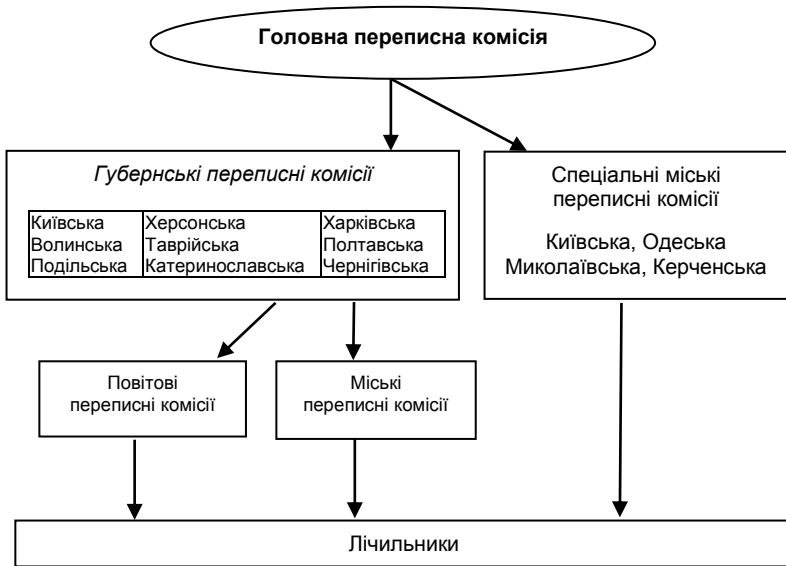 Головна переписна комісія
Губернські переписні комісії
Київська Херсонська Харківська
Волинська Таврійська Полтавська
Подільська Катеринославська Чернігівська
Спеціальні міські
переписні комісії
Київська, Одеська
Миколаївська, Керченська
Повітові
переписні комісії
Міські
переписні комісії
Лічильники